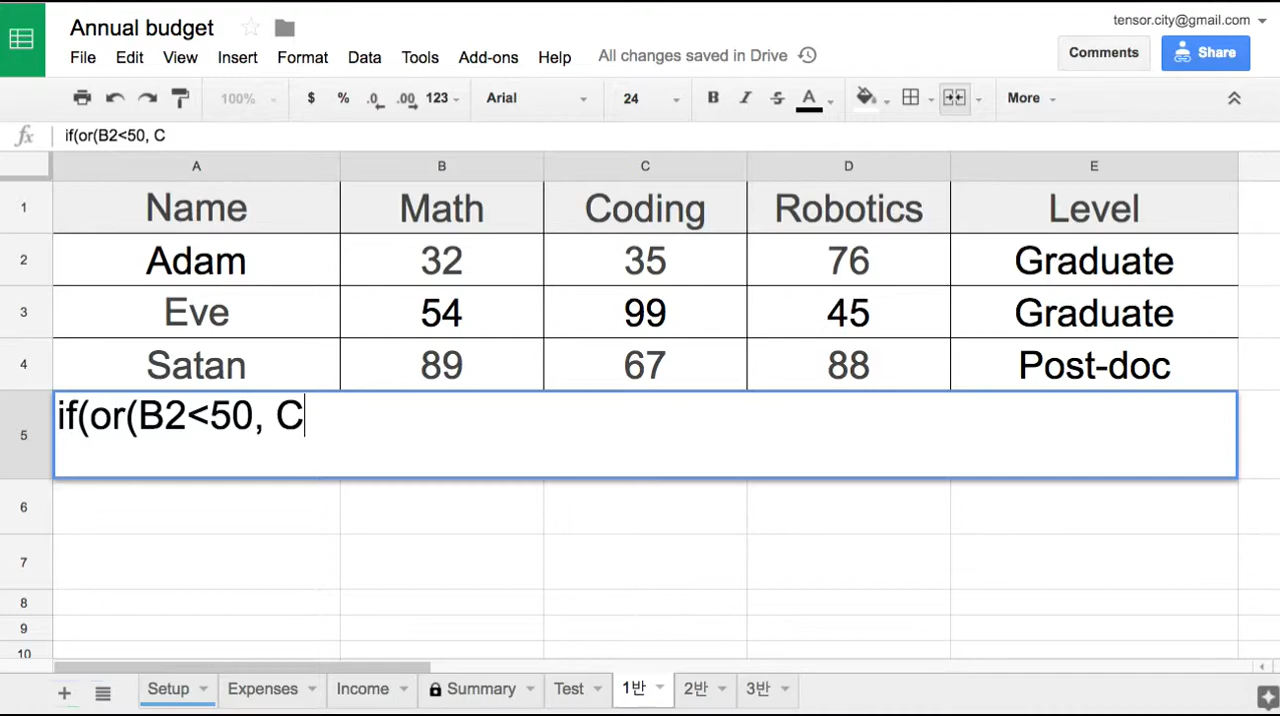 Annual budget
tensor.city@gmail.com
File Edit View Insert Format Data Tools Add-ons Help All changes saved in Drive
Comments Share
100% $ % .0 .00 123 Arial 24 B I S A More
fx if(or(B2<50, C
A B C D E
1 Name Math Coding Robotics Level
2 Adam 32 35 76 Graduate
3 Eve 54 99 45 Graduate
4 Satan 89 67 88 Post-doc
5 if(or(B2<50, C
6
7
8
9
10
+ Setup Expenses Income Summary Test 1반 2반 3반